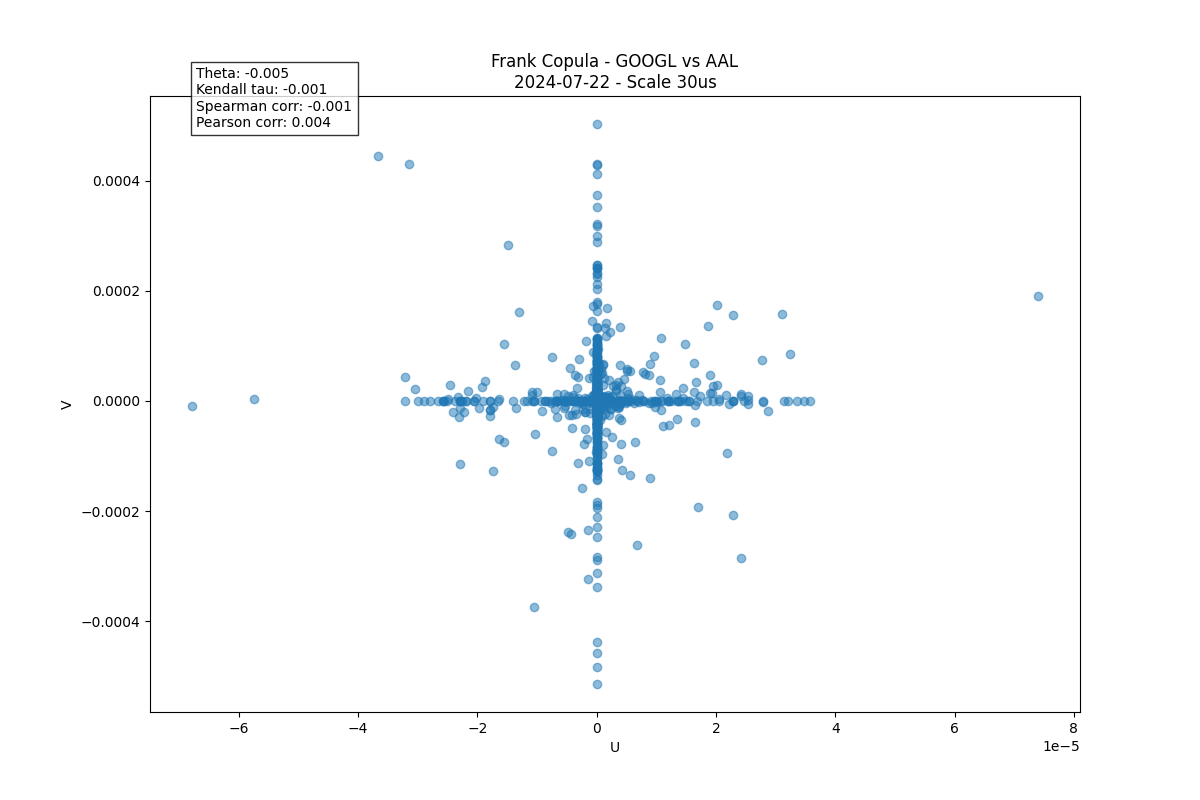 Frank Copula - GOOGL vs AAL
2024-07-22 - Scale 30us
Theta: -0.005
Kendall tau: -0.001
Spearman corr: -0.001
Pearson corr: 0.004
0.0004
0.0002
0.0000
−0.0002
−0.0004
V
−6
−4
−2
0
2
4
6
8
1e−5
U